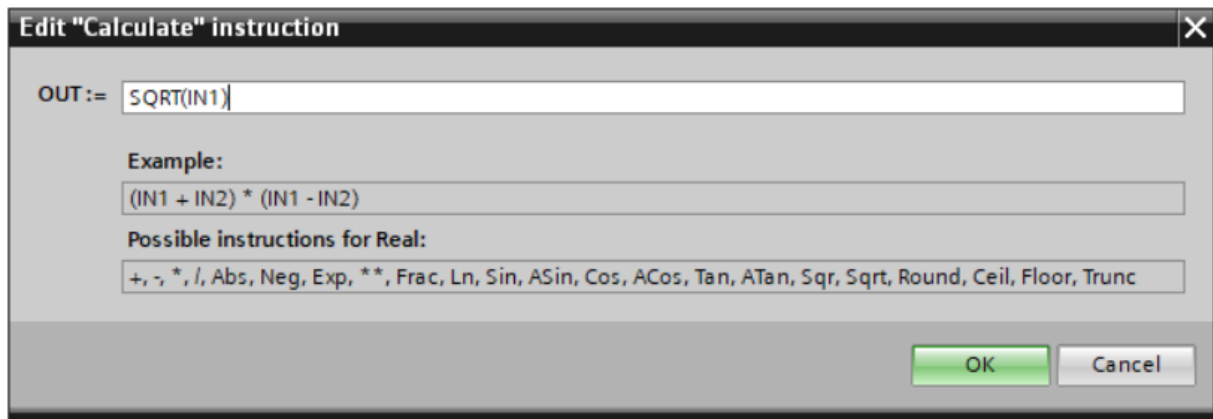 Edit "Calculate" instruction
OUT := SQRT(IN1)
Example:
(IN1 + IN2) * (IN1 - IN2)
Possible instructions for Real:
+, -, *, /, Abs, Neg, Exp, **, Frac, Ln, Sin, ASin, Cos, ACos, Tan, ATan, Sqr, Sqrt, Round, Ceil, Floor, Trunc
OK Cancel